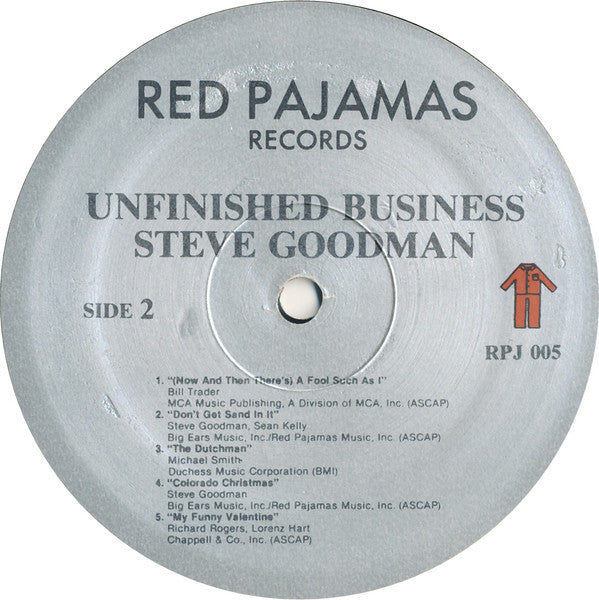 RED PAJAMAS
RECORDS
UNFINISHED BUSINESS
STEVE GOODMAN
SIDE 2
RPJ 005
1. "(Now And Then There's) A Fool Such As I"
Bill Trader
MCA Music Publishing, A Division of MCA, Inc. (ASCAP)
2. "Don't Get Sand In It"
Steve Goodman, Sean Kelly
Big Ears Music, Inc./Red Pajamas Music, Inc. (ASCAP)
3. "The Dutchman"
Michael Smith
Duchess Music Corporation (BMI)
4. "Colorado Christmas"
Steve Goodman
Big Ears Music, Inc./Red Pajamas Music, Inc. (ASCAP)
5. "My Funny Valentine"
Richard Rogers, Lorenz Hart
Chappell & Co., Inc. (ASCAP)